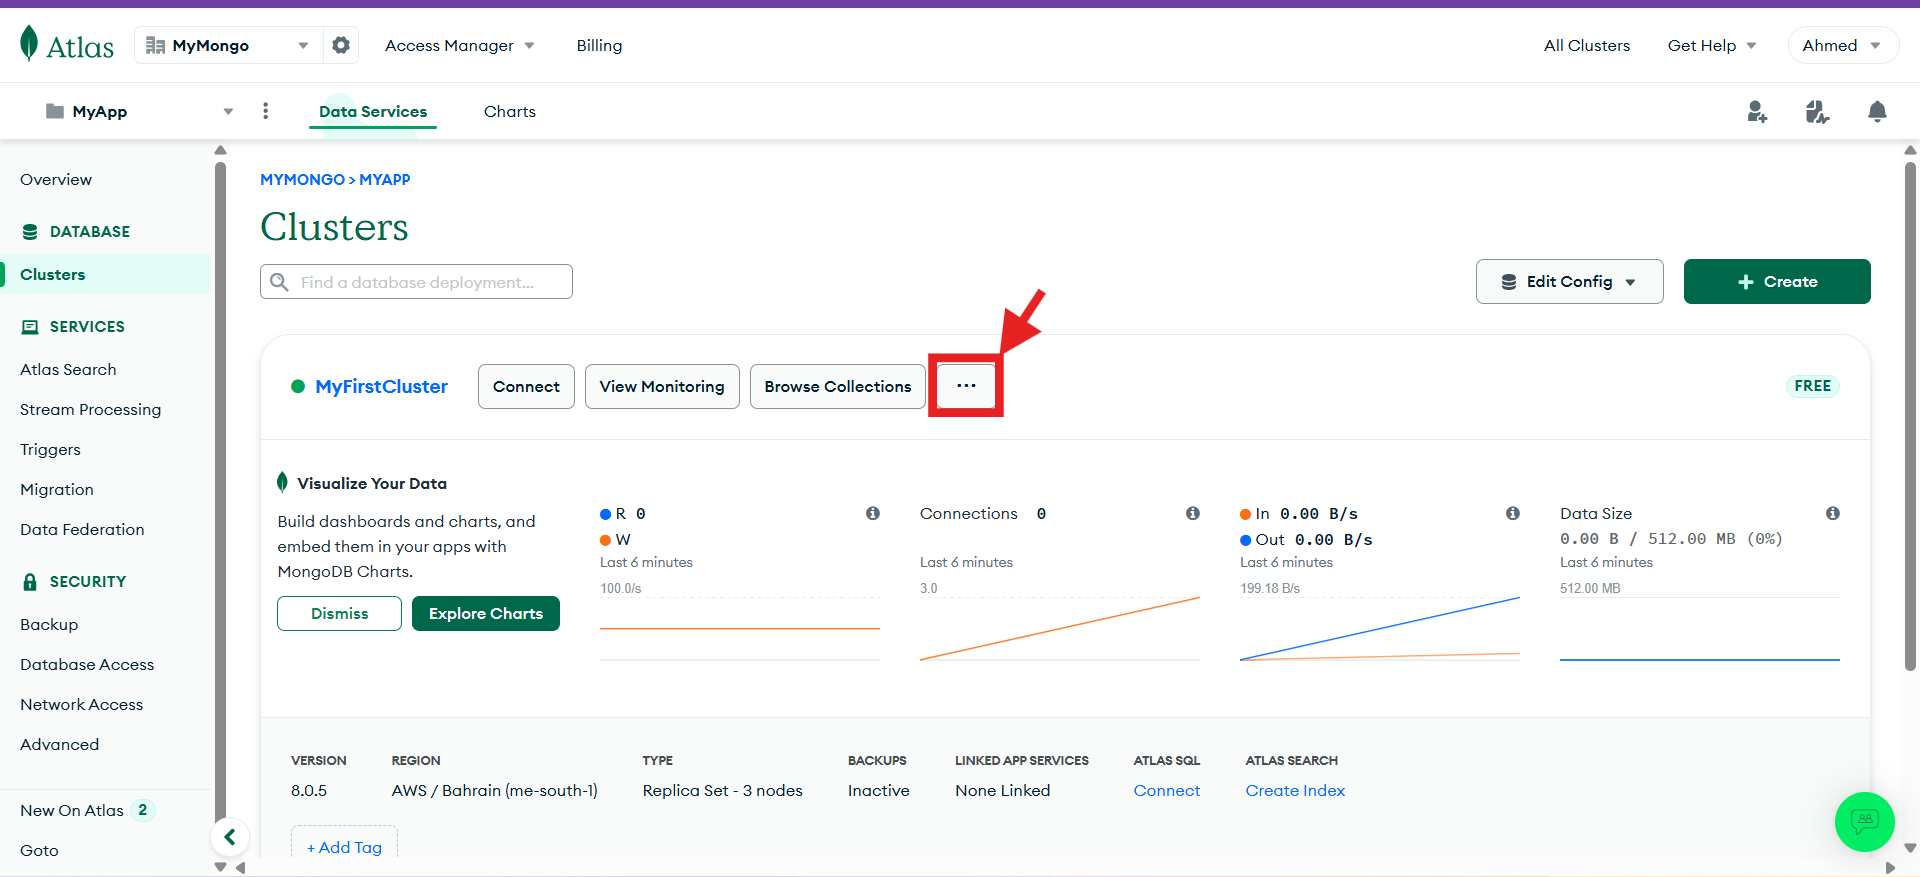 Atlas
MyMongo
Access Manager
Billing
All Clusters
Get Help
Ahmed
MyApp
Data Services
Charts
Overview
DATABASE
Clusters
SERVICES
Atlas Search
Stream Processing
Triggers
Migration
Data Federation
SECURITY
Backup
Database Access
Network Access
Advanced
New On Atlas 2
Goto
MYMONGO > MYAPP
Clusters
Find a database deployment...
Edit Config
+ Create
MyFirstCluster
Connect
View Monitoring
Browse Collections
...
FREE
Visualize Your Data
Build dashboards and charts, and
embed them in your apps with
MongoDB Charts.
Dismiss
Explore Charts
R 0
W
Last 6 minutes
100.0/s
Connections 0
Last 6 minutes
3.0
In 0.00 B/s
Out 0.00 B/s
Last 6 minutes
199.18 B/s
Data Size
0.00 B / 512.00 MB (0%)
Last 6 minutes
512.00 MB
VERSION
8.0.5
REGION
AWS / Bahrain (me-south-1)
TYPE
Replica Set - 3 nodes
BACKUPS
Inactive
LINKED APP SERVICES
None Linked
ATLAS SQL
Connect
ATLAS SEARCH
Create Index
+ Add Tag